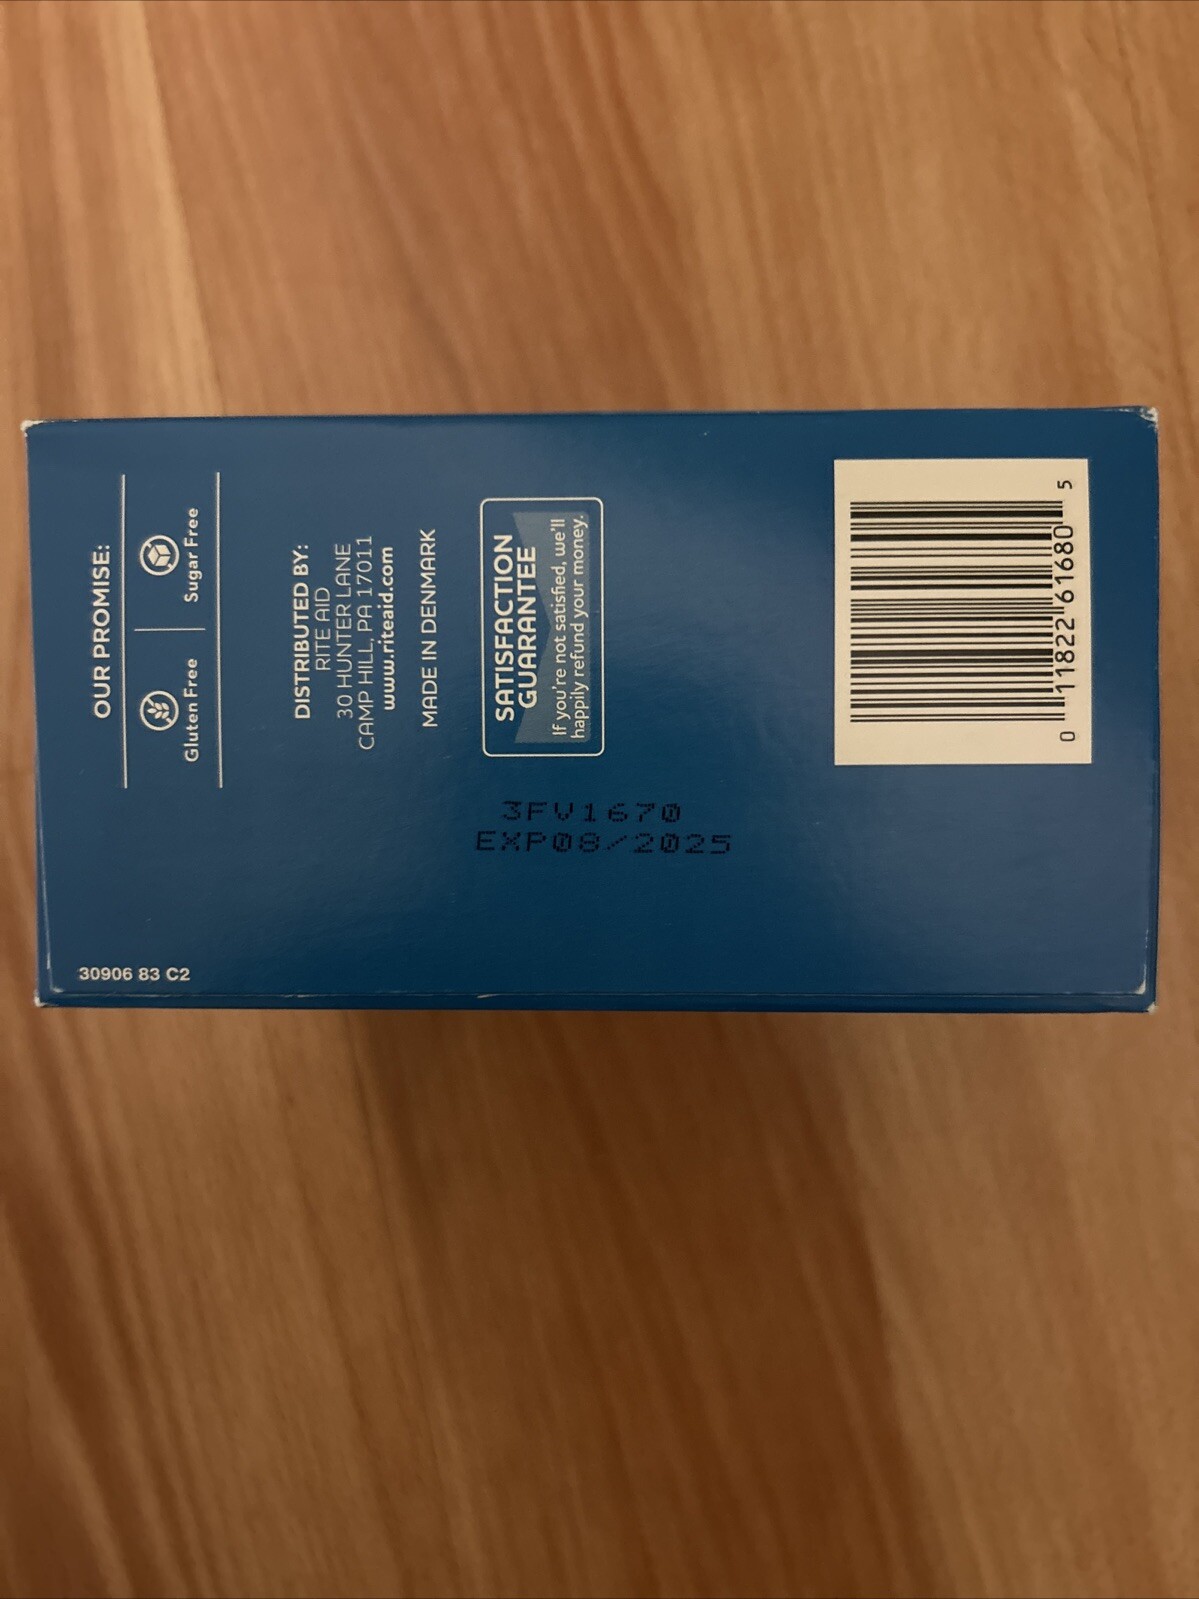 OUR PROMISE:
Gluten Free
Sugar Free
DISTRIBUTED BY:
RITE AID
30 HUNTER LANE
CAMP HILL, PA 17011
www.riteaid.com
MADE IN DENMARK
SATISFACTION
GUARANTEE
If you're not satisfied, we'll
happily refund your money.
0 11822 61680 5
3FV1670
EXP08/2025
30906 83 C2